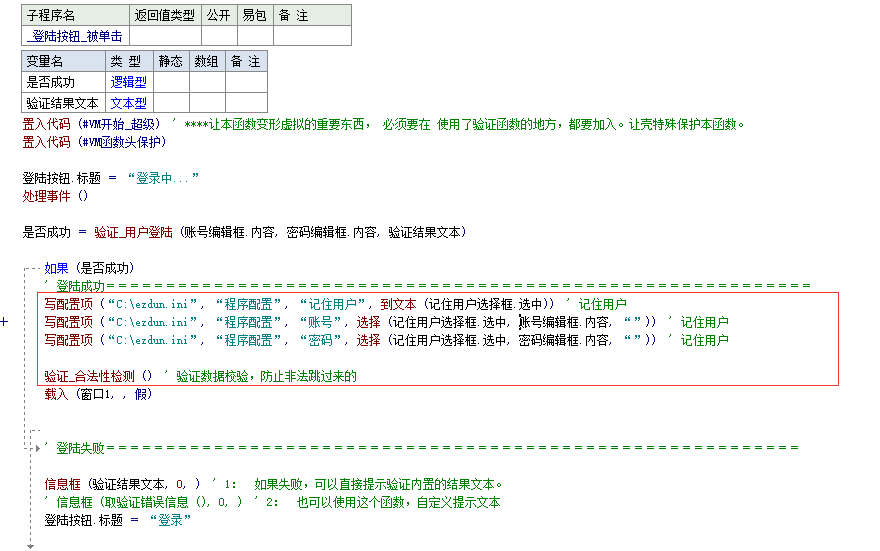 子程序名 返回值类型 公开 易包 备 注
_登陆按钮_被单击
变量名 类 型 静态 数组 备 注
是否成功 逻辑型
验证结果文本 文本型
置入代码 (#VM开始_超级) ' ****让本函数变形虚拟的重要东西， 必须要在 使用了验证函数的地方，都要加入。让壳特殊保护本函数。
置入代码 (#VM函数头保护)
登陆按钮.标题 ＝ “登录中...”
处理事件 ()
是否成功 ＝ 验证_用户登陆 (账号编辑框.内容, 密码编辑框.内容, 验证结果文本)
如果 (是否成功)
' 登陆成功＝＝＝＝＝＝＝＝＝＝＝＝＝＝＝＝＝＝＝＝＝＝＝＝＝＝＝＝＝＝＝＝＝＝＝＝＝＝＝＝＝＝＝＝＝＝＝＝＝＝＝＝＝＝＝＝＝＝＝
写配置项 (“C:\ezdun.ini”, “程序配置”, “记住用户”, 到文本 (记住用户选择框.选中)) ' 记住用户
写配置项 (“C:\ezdun.ini”, “程序配置”, “账号”, 选择 (记住用户选择框.选中, 账号编辑框.内容, “”)) ' 记住用户
写配置项 (“C:\ezdun.ini”, “程序配置”, “密码”, 选择 (记住用户选择框.选中, 密码编辑框.内容, “”)) ' 记住用户
验证_合法性检测 () ' 验证数据校验，防止非法跳过来的
载入 (窗口1, , 假)
' 登陆失败＝＝＝＝＝＝＝＝＝＝＝＝＝＝＝＝＝＝＝＝＝＝＝＝＝＝＝＝＝＝＝＝＝＝＝＝＝＝＝＝＝＝＝＝＝＝＝＝＝＝＝＝＝＝＝＝＝＝
信息框 (验证结果文本, 0, ) ' 1： 如果失败，可以直接提示验证内置的结果文本。
' 信息框 (取验证错误信息 (), 0, ) ' 2： 也可以使用这个函数，自定义提示文本
登陆按钮.标题 ＝ “登录”